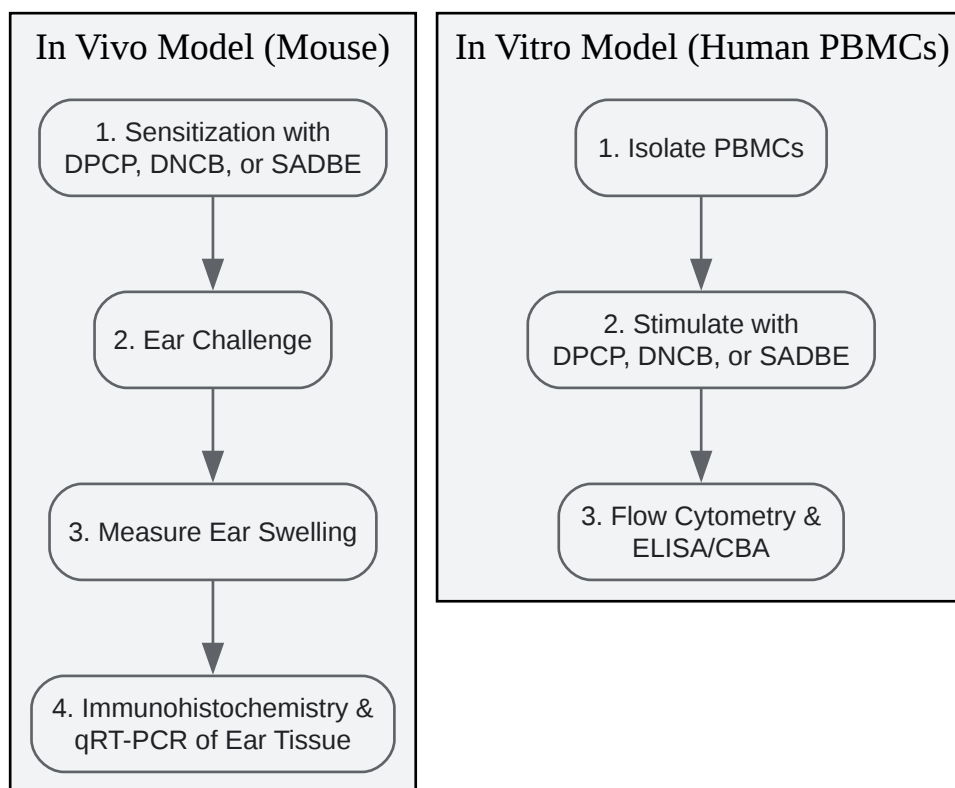 In Vivo Model (Mouse)
1. Sensitization with
DPCP, DNCB, or SADBE
2. Ear Challenge
3. Measure Ear Swelling
4. Immunohistochemistry &
qRT-PCR of Ear Tissue
In Vitro Model (Human PBMCs)
1. Isolate PBMCs
2. Stimulate with
DPCP, DNCB, or SADBE
3. Flow Cytometry &
ELISA/CBA